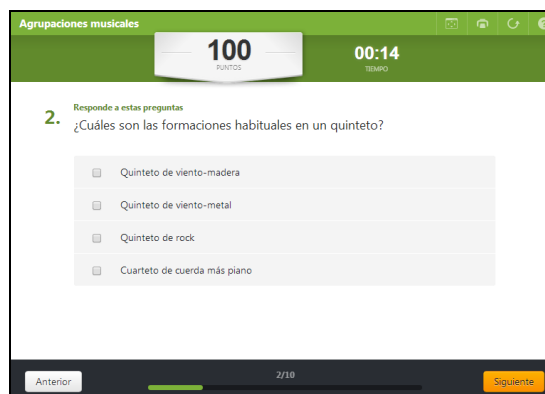 Agrupaciones musicales
100
PUNTOS
00:14
TIEMPO
2.
Responde a estas preguntas
¿Cuáles son las formaciones habituales en un quinteto?
Quinteto de viento-madera
Quinteto de viento-metal
Quinteto de rock
Cuarteto de cuerda más piano
Anterior
2/10
Siguiente